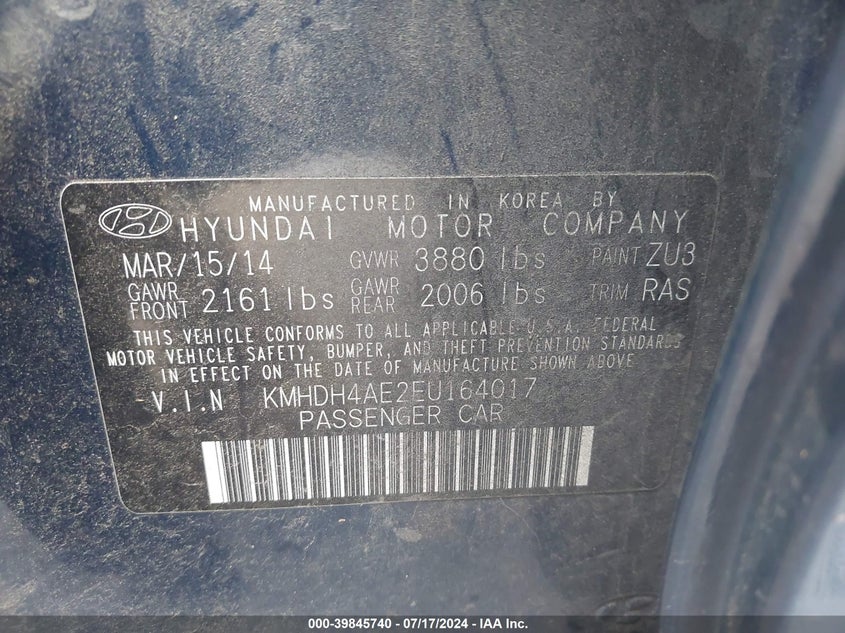 MANUFACTURED IN KOREA BY
HYUNDAI MOTOR COMPANY
MAR/15/14 GVWR 3880 lbs PAINT ZU3
GAWR FRONT 2161 lbs GAWR REAR 2006 lbs TRIM RAS
THIS VEHICLE CONFORMS TO ALL APPLICABLE U.S.A. FEDERAL
MOTOR VEHICLE SAFETY, BUMPER, AND THEFT PREVENTION STANDARDS
IN EFFECT ON THE DATE OF MANUFACTURE SHOWN ABOVE
V.I.N KMHDH4AE2EU164017
PASSENGER CAR
000-39845740 - 07/17/2024 - IAA Inc.